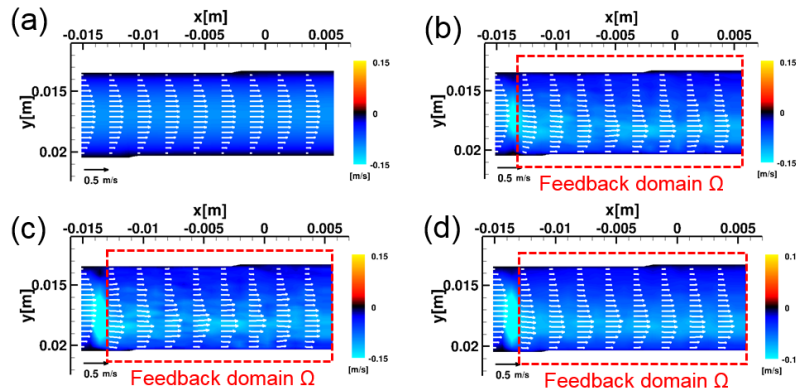 (a)
x[m]
-0.015 -0.01 -0.005 0 0.005
y[m]
0.015
0.02
0.5 m/s
0.15
0
-0.15
[m/s]
(b)
x[m]
-0.015 -0.01 -0.005 0 0.005
y[m]
0.015
0.02
0.5 m/s
0.15
0
-0.15
[m/s]
Feedback domain Ω
(c)
x[m]
-0.015 -0.01 -0.005 0 0.005
y[m]
0.015
0.02
0.5 m/s
0.15
0
-0.15
[m/s]
Feedback domain Ω
(d)
x[m]
-0.015 -0.01 -0.005 0 0.005
y[m]
0.015
0.02
0.5 m/s
0.1
0
-0.1
[m/s]
Feedback domain Ω